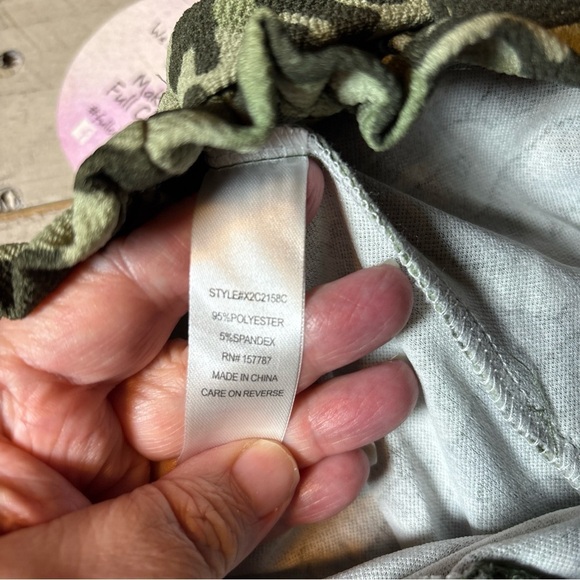 STYLE#X2C2158C
95%POLYESTER
5%SPANDEX
RN# 157787
MADE IN CHINA
CARE ON REVERSE